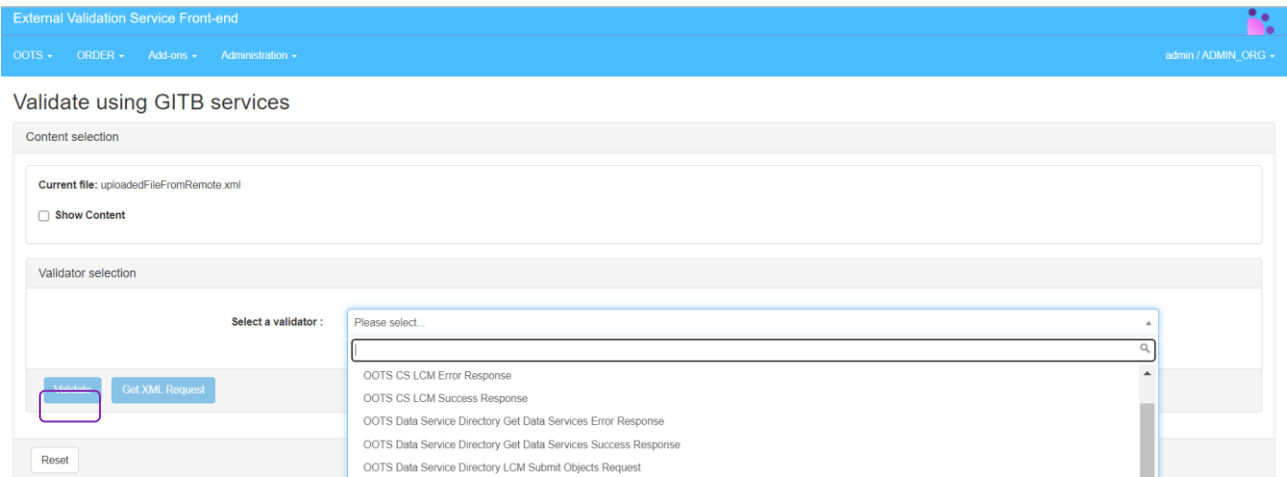 External Validation Service Front-end
OOTS ORDER Add-ons Administration admin / ADMIN_ORG
Validate using GITB services
Content selection
Current file: uploadedFileFromRemote.xml
Show Content
Validator selection
Select a validator : Please select...
OOTS CS LCM Error Response
Validate Get XML Request
OOTS CS LCM Success Response
OOTS Data Service Directory Get Data Services Error Response
OOTS Data Service Directory Get Data Services Success Response
Reset
OOTS Data Service Directory LCM Submit Objects Request